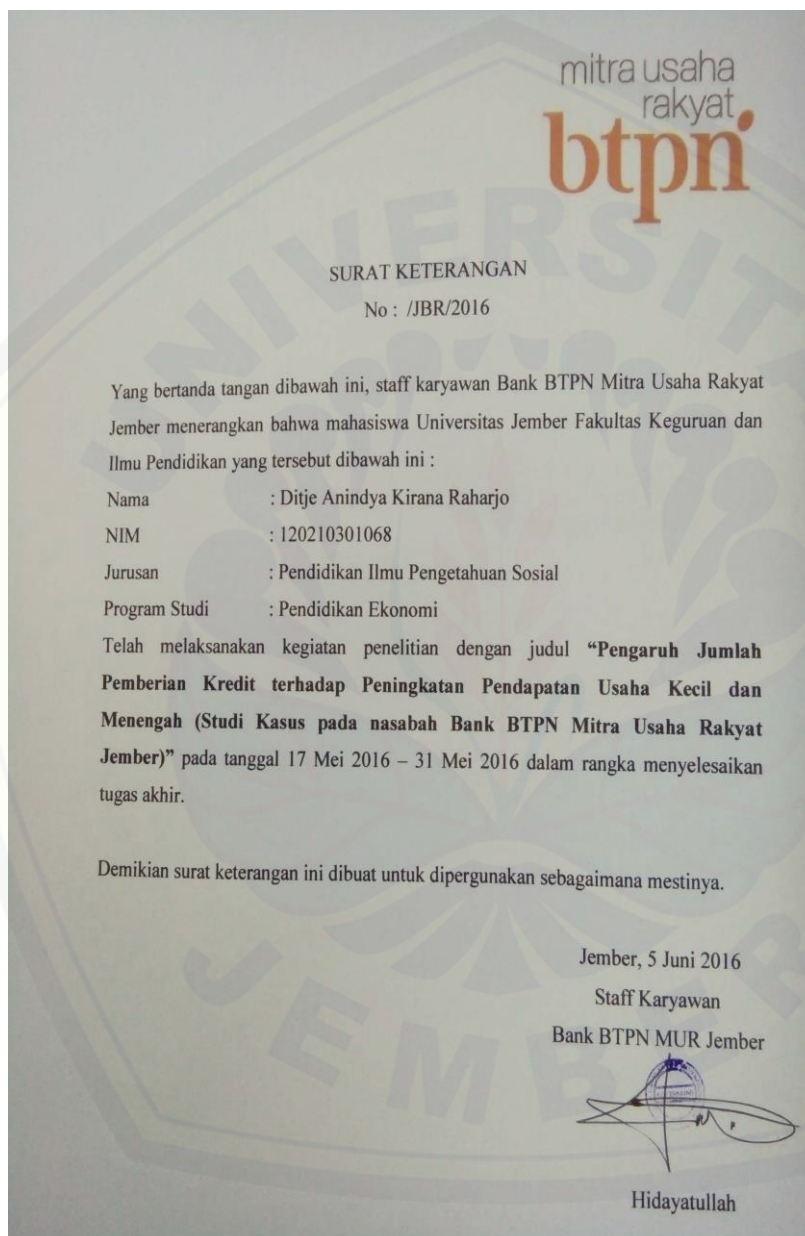 mitra usaha
rakyat
btpn
SURAT KETERANGAN
No : /JBR/2016
Yang bertanda tangan dibawah ini, staff karyawan Bank BTPN Mitra Usaha Rakyat
Jember menerangkan bahwa mahasiswa Universitas Jember Fakultas Keguruan dan
Ilmu Pendidikan yang tersebut dibawah ini :
Nama : Ditje Anindya Kirana Raharjo
NIM : 120210301068
Jurusan : Pendidikan Ilmu Pengetahuan Sosial
Program Studi : Pendidikan Ekonomi
Telah melaksanakan kegiatan penelitian dengan judul “Pengaruh Jumlah
Pemberian Kredit terhadap Peningkatan Pendapatan Usaha Kecil dan
Menengah (Studi Kasus pada nasabah Bank BTPN Mitra Usaha Rakyat
Jember)” pada tanggal 17 Mei 2016 – 31 Mei 2016 dalam rangka menyelesaikan
tugas akhir.
Demikian surat keterangan ini dibuat untuk dipergunakan sebagaimana mestinya.
Jember, 5 Juni 2016
Staff Karyawan
Bank BTPN MUR Jember
Hidayatullah
UNIVERSITA
JEMBER